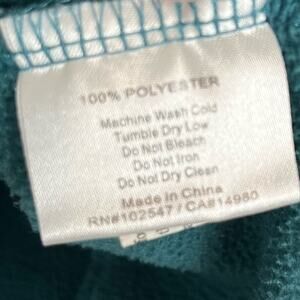 100% POLYESTER
Machine Wash Cold
Tumble Dry Low
Do Not Bleach
Do Not Iron
Do Not Dry Clean
Made in China
RN#102547 / CA#14980